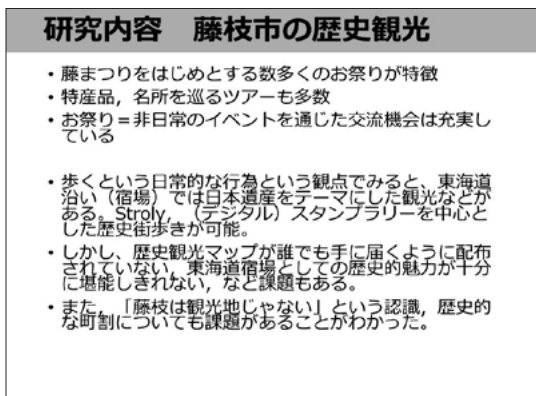 研究内容　藤枝市の歴史観光
・藤まつりをはじめとする数多くのお祭りが特徴
・特産品，名所を巡るツアーも多数
・お祭り＝非日常のイベントを通じた交流機会は充実し
ている
・歩くという日常的な行為という観点でみると、東海道
沿い（宿場）では日本遺産をテーマにした観光などが
ある。Stroly，（デジタル）スタンプラリーを中心と
した歴史街歩きが可能。
・しかし、歴史観光マップが誰でも手に届くように配布
されていない，東海道宿場としての歴史的魅力が十分
に堪能しきれない，など課題もある。
・また，「藤枝は観光地じゃない」という認識，歴史的
な町割についても課題があることがわかった。